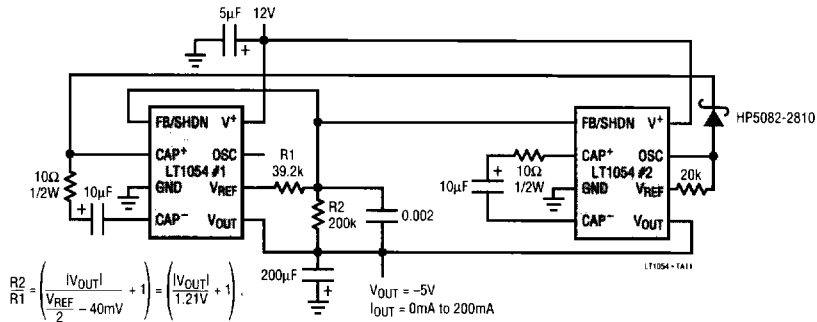 5µF
12V
FB/SHDN V+
CAP+ OSC
LT1054 #1
GND VREF
CAP− VOUT
10Ω
1/2W
10µF
R1
39.2k
R2
200k
0.002
200µF
VOUT = −5V
IOUT = 0mA to 200mA
FB/SHDN V+
CAP+ OSC
LT1054 #2
GND VREF
CAP− VOUT
10Ω
1/2W
10µF
20k
HP5082-2810
LT1054 • TA11
R2/R1 = (|VOUT| / (VREF/2 − 40mV) + 1) = (|VOUT|/1.21V + 1).